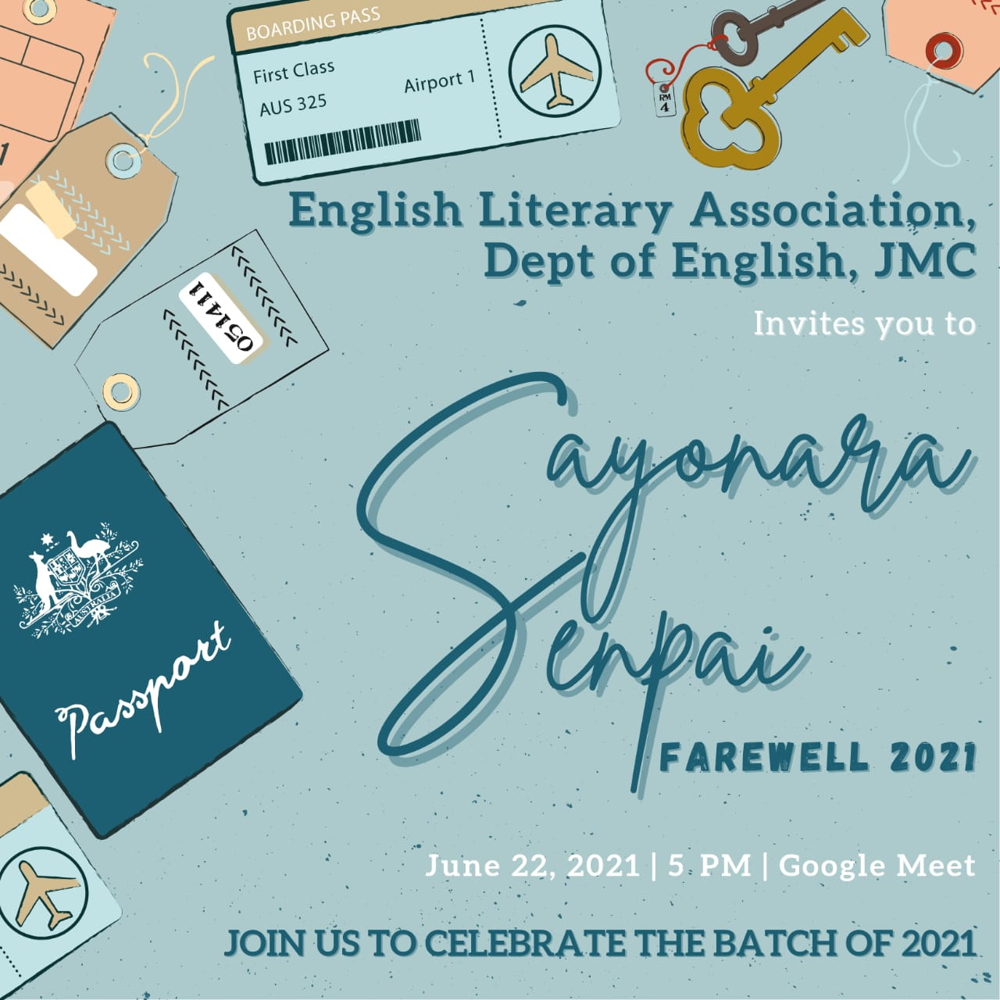 BOARDING PASS
First Class
Airport 1
AUS 325
RM
4
1
English Literary Association,
Dept of English, JMC
051411
Invites you to
Sayonara
Senpai
AUSTRALIA
Passport
FAREWELL 2021
June 22, 2021 | 5 PM | Google Meet
JOIN US TO CELEBRATE THE BATCH OF 2021